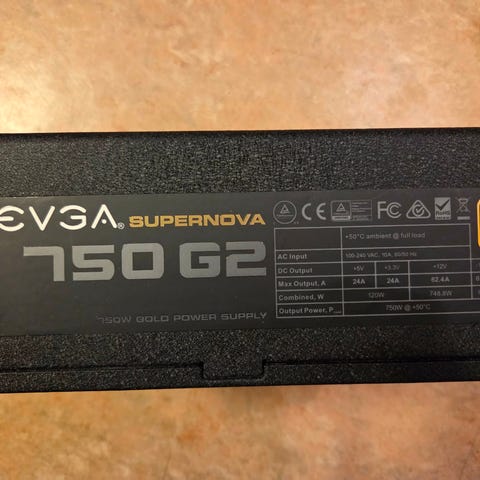 EVGA® SUPERNOVA
750 G2
750W GOLD POWER SUPPLY
+50°C ambient @ full load
AC Input 100-240 VAC, 10A, 60/50 Hz
DC Output +5V +3.3V +12V
Max Output, A 24A 24A 62.4A
Combined, W 120W 748.8W
Output Power, P 750W @ +50°C